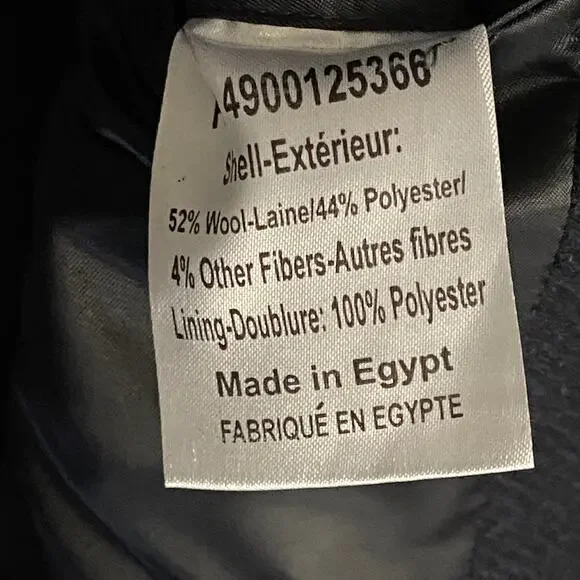 14900125366
Shell-Extérieur:
52% Wool-Laine/44% Polyester/
4% Other Fibers-Autres fibres
Lining-Doublure: 100% Polyester
Made in Egypt
FABRIQUÉ EN EGYPTE